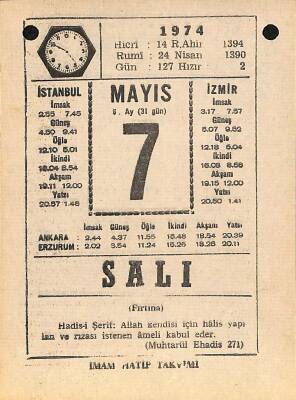 1974
Hicrî : 14 R.Ahir 1394
Rumî : 24 Nisan 1390
Gün : 127 Hızır 2
İSTANBUL
İmsak
2.55 7.45
Güneş
4.50 9.41
Öğle
12.10 5.01
İkindi
16.04 8.54
Akşam
19.11 12.00
Yatsı
20.57 1.46
MAYIS
5. Ay (31 gün)
7
İZMİR
İmsak
3.17 7.57
Güneş
5.07 9.52
Öğle
12.18 5.04
İkindi
16.08 8.56
Akşam
19.15 12.00
Yatsı
20.50 1.41
İmsak Güneş Öğle İkindi Akşam Yatsı
ANKARA : 2.44 4.37 11.55 15.48 18.54 20.39
ERZURUM : 2.02 3.54 11.24 15.25 18.26 20.11
SALI
(Fırtına)
Hadis-i Şerif: Allah kendisi için hâlis yapı
lan ve rızası istenen âmeli kabul eder.
(Muhtarül Ehadis 271)
İMAM HATİP TAKVİMİ